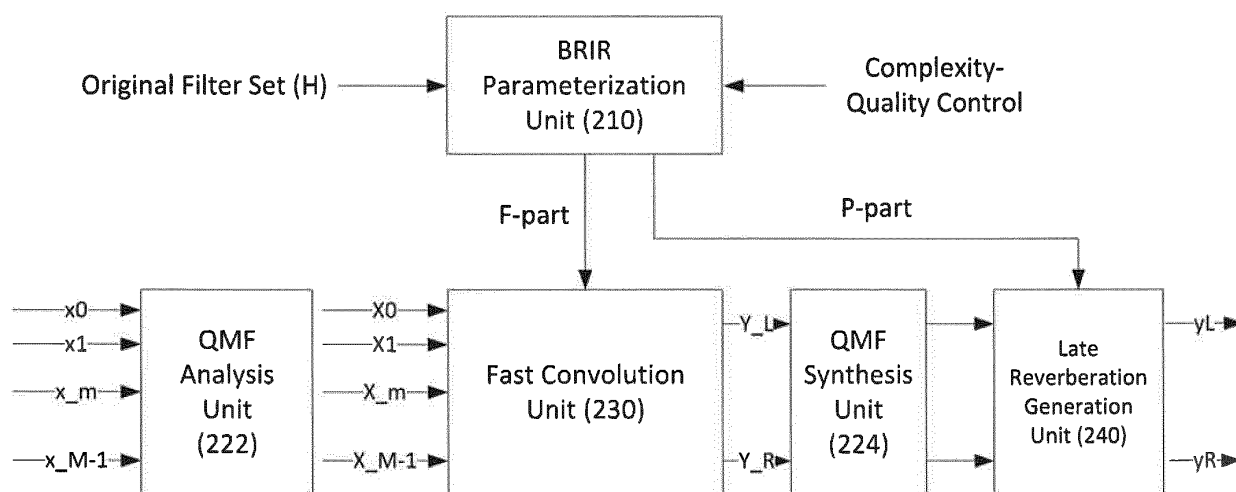 BRIR
Parameterization
Unit (210)
Original Filter Set (H)
Complexity-
Quality Control
F-part
P-part
x0
x1
x_m
x_M-1
QMF
Analysis
Unit
(222)
X0
X1
X_m
X_M-1
Fast Convolution
Unit (230)
Y_L
Y_R
QMF
Synthesis
Unit
(224)
Late
Reverberation
Generation
Unit (240)
yL
yR